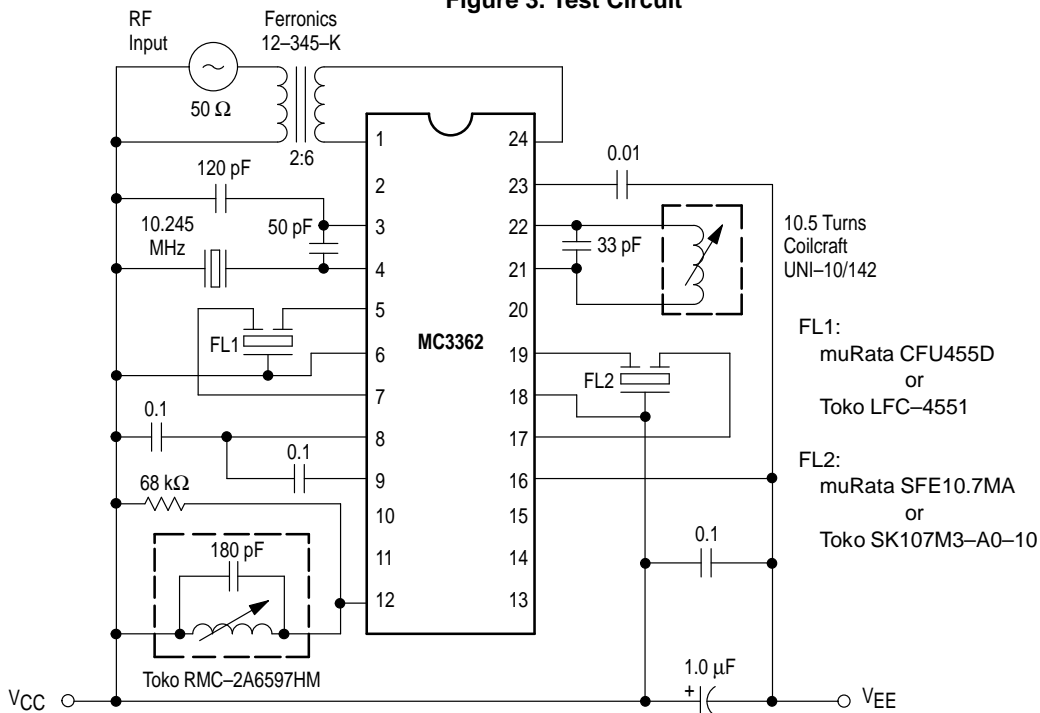 Figure 3. Test Circuit
RF
Input
Ferronics
12–345–K
50 Ω
2:6
1
24
0.01
120 pF
2
23
10.245
MHz
50 pF
3
22
33 pF
10.5 Turns
Coilcraft
UNI–10/142
4
21
5
20
FL1
MC3362
FL1:
muRata CFU455D
or
Toko LFC–4551
6
19
FL2
7
18
0.1
8
17
0.1
FL2:
muRata SFE10.7MA
or
Toko SK107M3–A0–10
68 kΩ
9
16
10
15
180 pF
11
14
0.1
12
13
Toko RMC–2A6597HM
1.0 µF
+
VCC
VEE